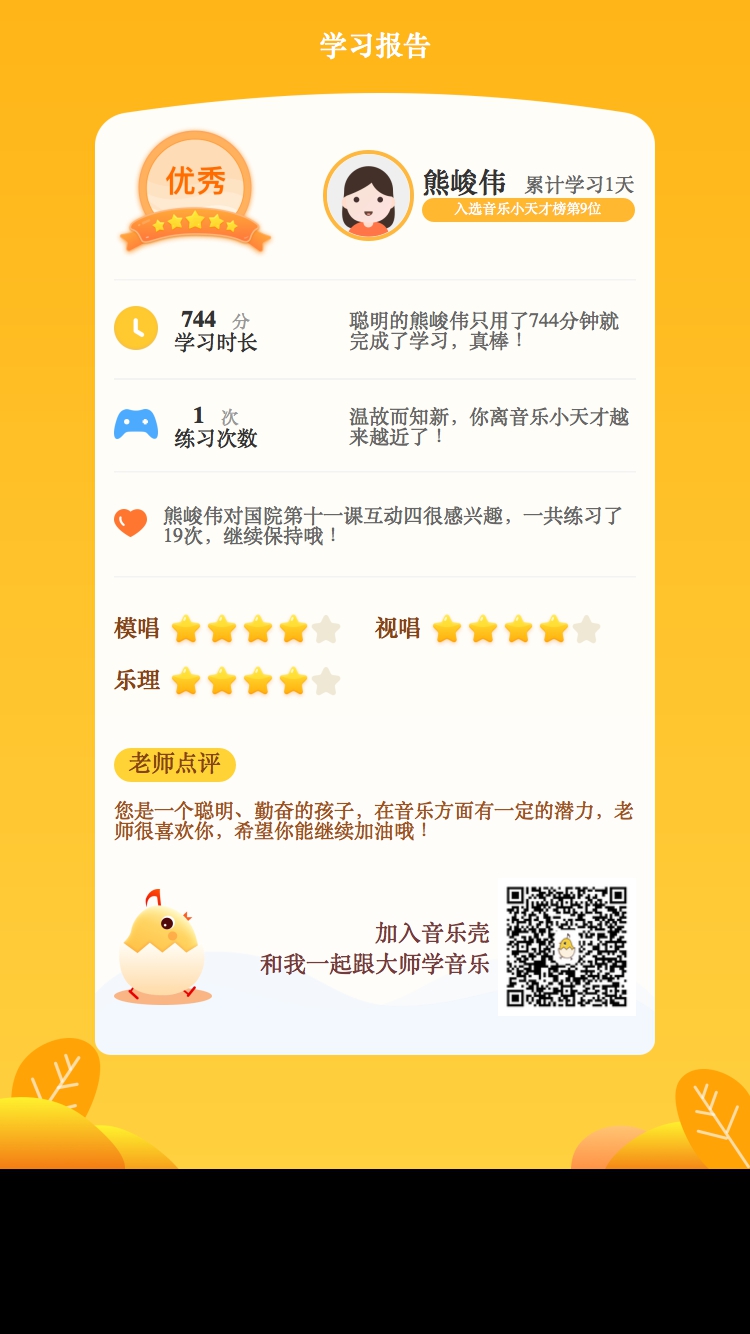 学习报告
优秀
熊峻伟 累计学习1天
入选音乐小天才榜第9位
744 分
学习时长
聪明的熊峻伟只用了744分钟就
完成了学习，真棒！
1 次
练习次数
温故而知新，你离音乐小天才越
来越近了！
熊峻伟对国院第十一课互动四很感兴趣，一共练习了
19次，继续保持哦！
模唱 视唱
乐理
老师点评
您是一个聪明、勤奋的孩子，在音乐方面有一定的潜力，老
师很喜欢你，希望你能继续加油哦！
加入音乐壳
和我一起跟大师学音乐